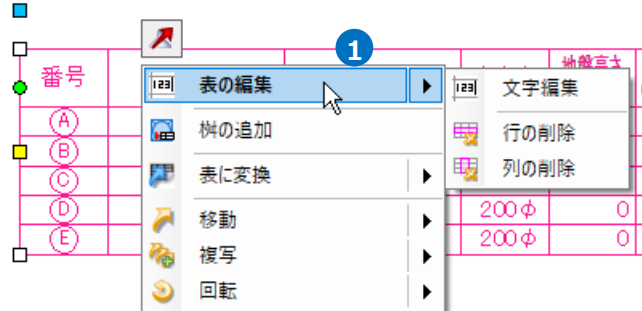 1
番号
地盤高さ
表の編集
文字編集
Ⓐ
桝の追加
行の削除
Ⓑ
表に変換
列の削除
Ⓒ
Ⓓ
移動
200φ 0
Ⓔ
複写
200φ 0
回転